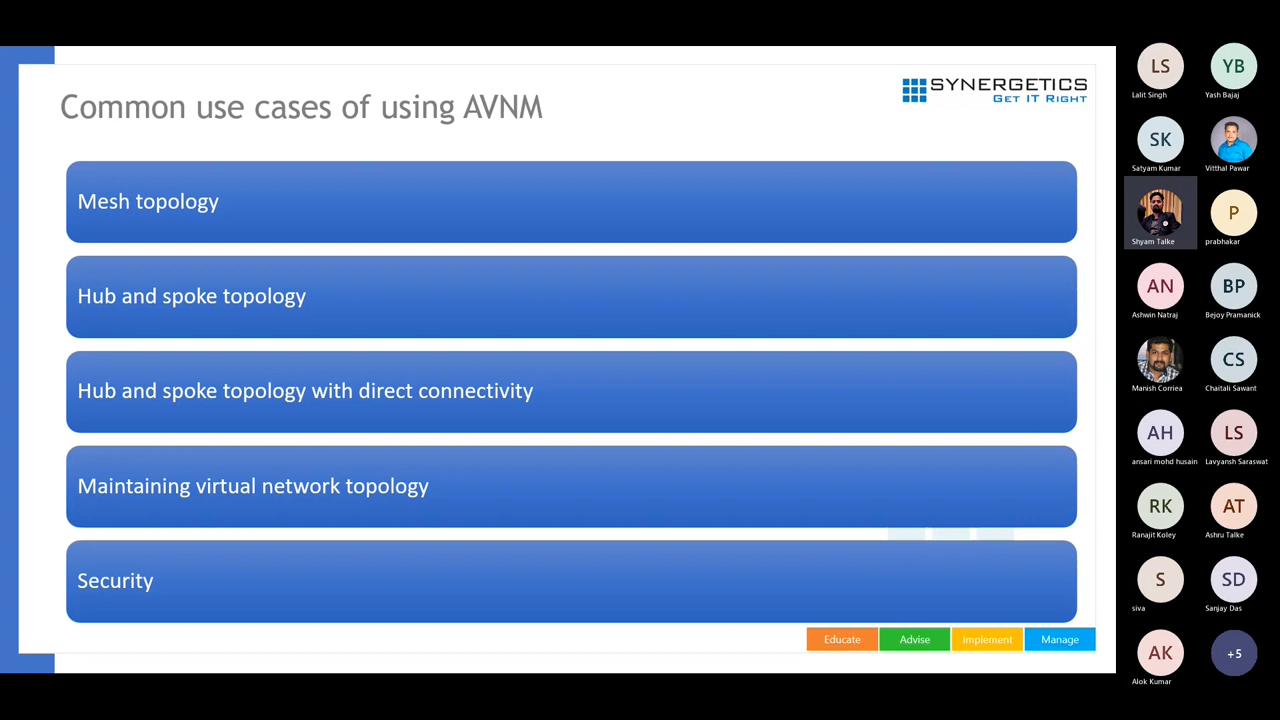 Common use cases of using AVNM
SYNERGETICS
GET IT RIGHT
Mesh topology
Hub and spoke topology
Hub and spoke topology with direct connectivity
Maintaining virtual network topology
Security
Educate
Advise
Implement
Manage
LS
YB
Lalit Singh
Yash Bajaj
SK
Satyam Kumar
Vitthal Pawar
P
Shyam Talke
prabhakar
AN
BP
Ashwin Natraj
Bejoy Pramanick
CS
Manish Corriea
Chaitali Sawant
AH
LS
ansari mohd husain
Lavyansh Saraswat
RK
AT
Ranajit Koley
Ashru Talke
S
SD
siva
Sanjay Das
AK
+5
Alok Kumar